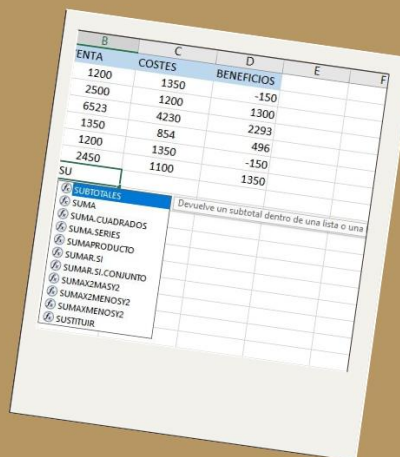 B C D E F
ENTA COSTES BENEFICIOS
1200 1350 -150
2500 1200 1300
6523 4230 2293
1350 854 496
1200 1350 -150
2450 1100 1350
SU
SUBTOTALES
Devuelve un subtotal dentro de una lista o una
SUMA
SUMA.CUADRADOS
SUMA.SERIES
SUMAPRODUCTO
SUMAR.SI
SUMAR.SI.CONJUNTO
SUMAX2MASY2
SUMAX2MENOSY2
SUMAXMENOSY2
SUSTITUIR